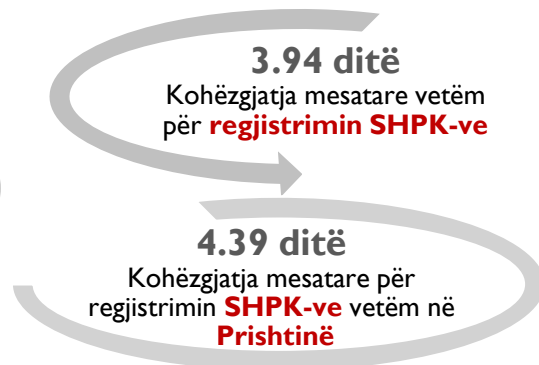 3.94 ditë
Kohëzgjatja mesatare vetëm
për regjistrimin SHPK-ve
4.39 ditë
Kohëzgjatja mesatare për
regjistrimin SHPK-ve vetëm në
Prishtinë